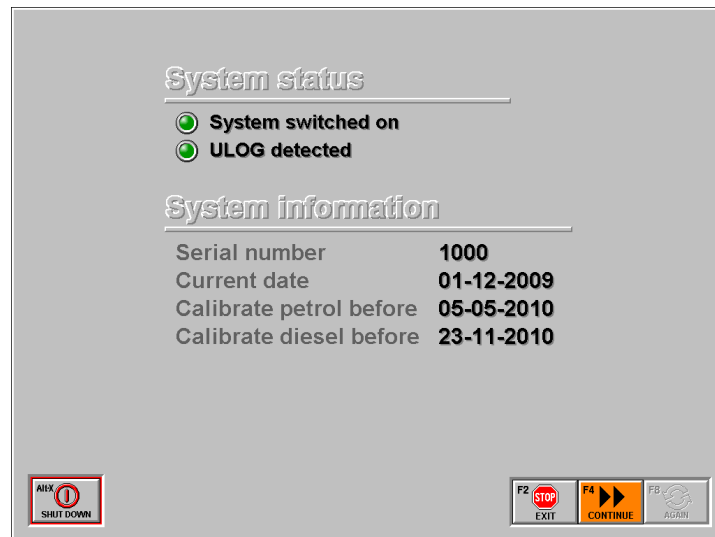 System status
System switched on
ULOG detected
System information
Serial number 1000
Current date 01-12-2009
Calibrate petrol before 05-05-2010
Calibrate diesel before 23-11-2010
Alt-X
SHUT DOWN
F2
STOP
EXIT
F4
CONTINUE
F8
AGAIN